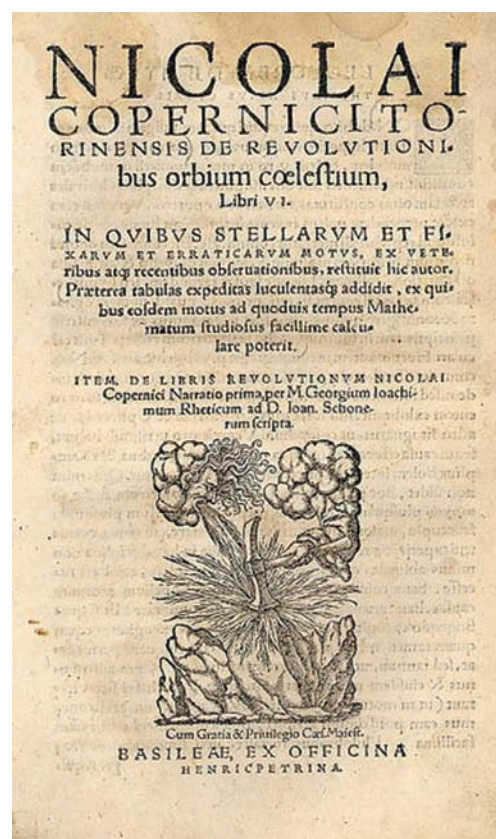 NICOLAI
COPERNICI TO-
RINENSIS DE REVOLVTIONI-
bus orbium cœleſtium,
Libri VI.
IN QVIBVS STELLARVM ET FI-
XARVM ET ERRATICARVM MOTVS, EX VETE-
ribus atq; recentibus obſeruationibus, reſtituit hic autor.
Præterea tabulas expeditas luculentasq; addidit, ex qui-
bus eoſdem motus ad quoduis tempus Mathe-
matum ſtudioſus facillime calcu-
lare poterit.
ITEM, DE LIBRIS REVOLVTIONVM NICOLAI
Copernici Narratio prima, per M. Georgium Ioachi-
mum Rheticum ad D. Ioan. Schone-
rum ſcripta.
Cum Gratia & Priuilegio Cæſ. Maieſt.
BASILEAE, EX OFFICINA
HENRICPETRINA.